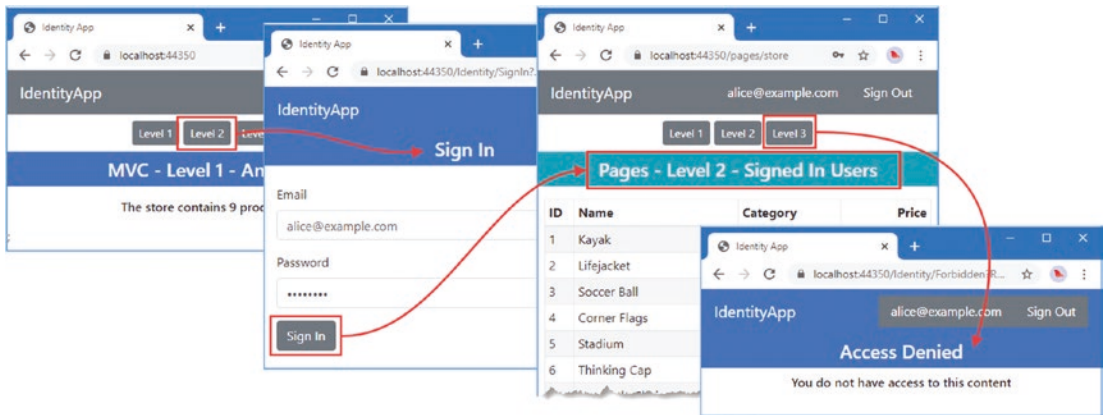 Identity App
localhost:44350
IdentityApp
Level 1 Level 2
MVC - Level 1 -
The store contains 9
Identity App
localhost:44350/Identity/SignIn?
IdentityApp
Sign In
Email
alice@example.com
Password
Sign In
Identity App
localhost:44350/pages/store
IdentityApp alice@example.com Sign Out
Level 1 Level 2 Level 3
Pages - Level 2 - Signed In Users
ID Name Category Price
1 Kayak
2 Lifejacket
3 Soccer Ball
4 Corner Flags
5 Stadium
6 Thinking Cap
Identity App
localhost:44350/Identity/Forbidden?R...
IdentityApp alice@example.com Sign Out
Access Denied
You do not have access to this content